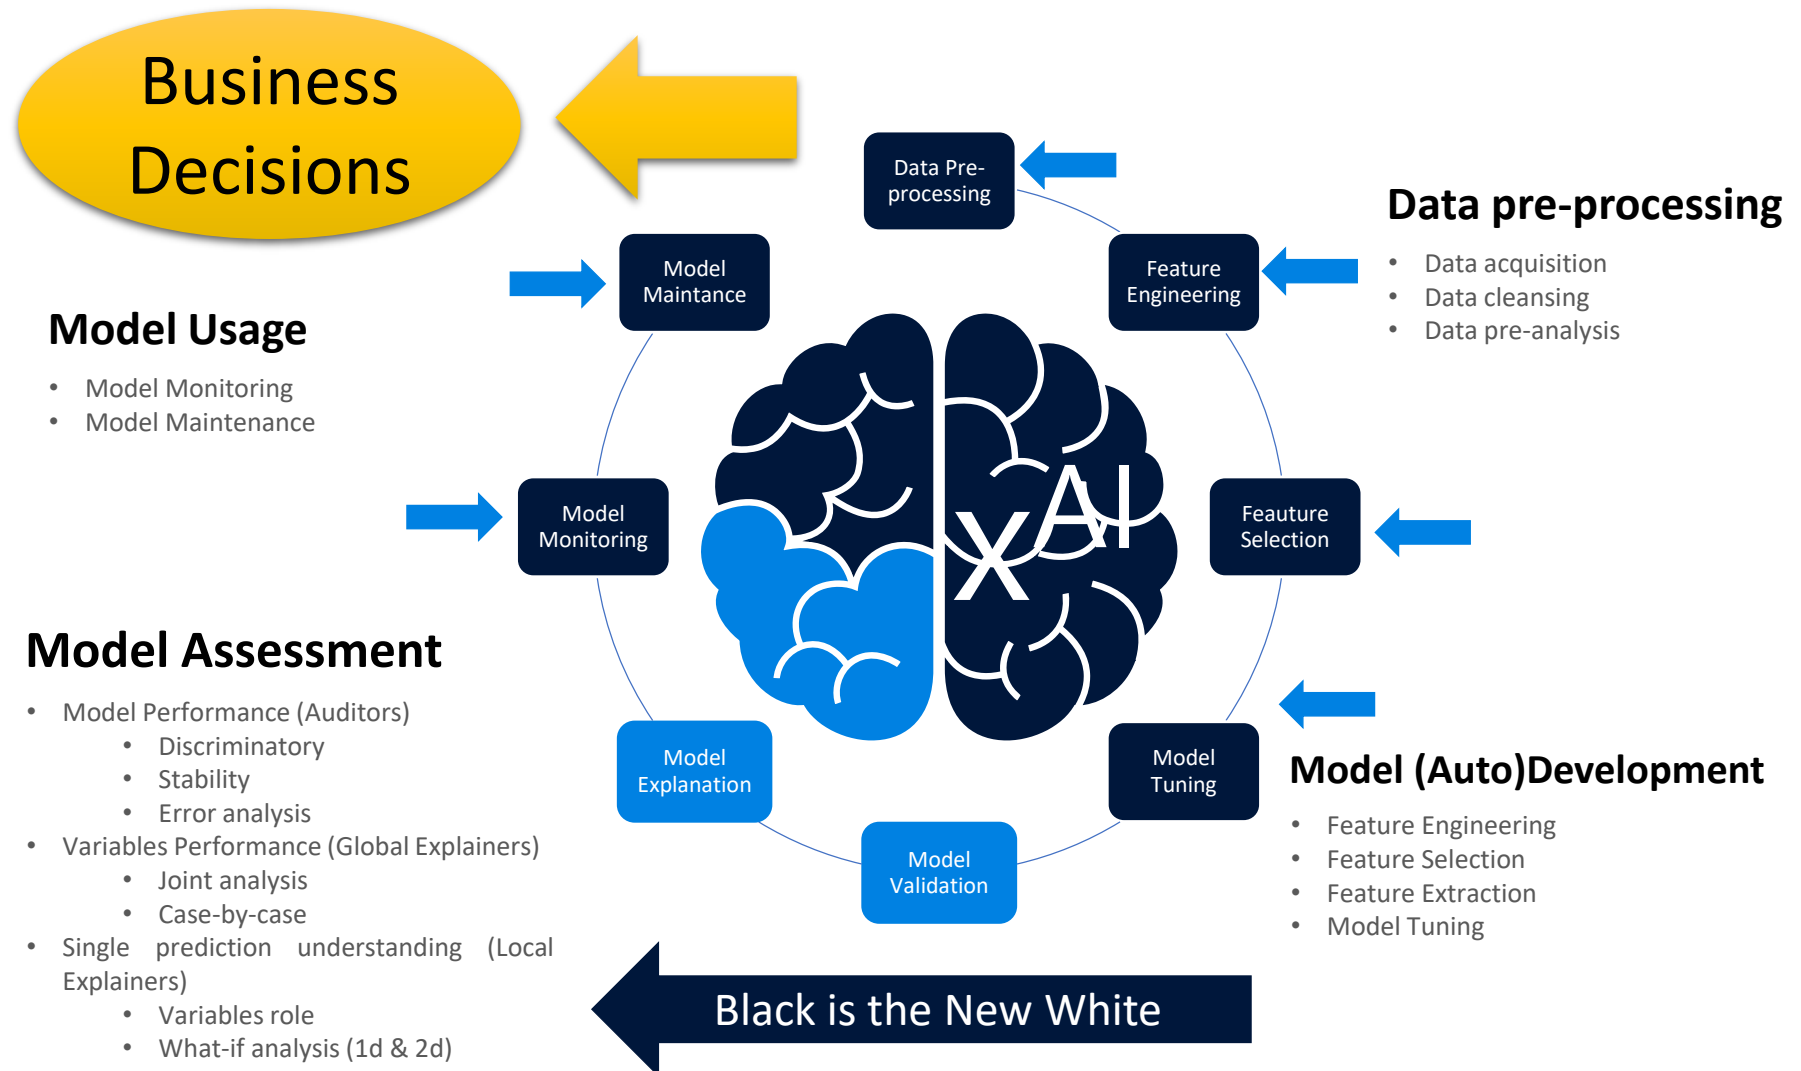 Business
Decisions
Data Pre-
processing
Data pre-processing
• Data acquisition
• Data cleansing
• Data pre-analysis
Feature
Engineering
Model
Maintance
Model Usage
• Model Monitoring
• Model Maintenance
xAI
Model
Monitoring
Feauture
Selection
Model Assessment
• Model Performance (Auditors)
• Discriminatory
• Stability
• Error analysis
• Variables Performance (Global Explainers)
• Joint analysis
• Case-by-case
• Single prediction understanding (Local
Explainers)
• Variables role
• What-if analysis (1d & 2d)
Model
Explanation
Model
Tuning
Model (Auto)Development
• Feature Engineering
• Feature Selection
• Feature Extraction
• Model Tuning
Model
Validation
Black is the New White